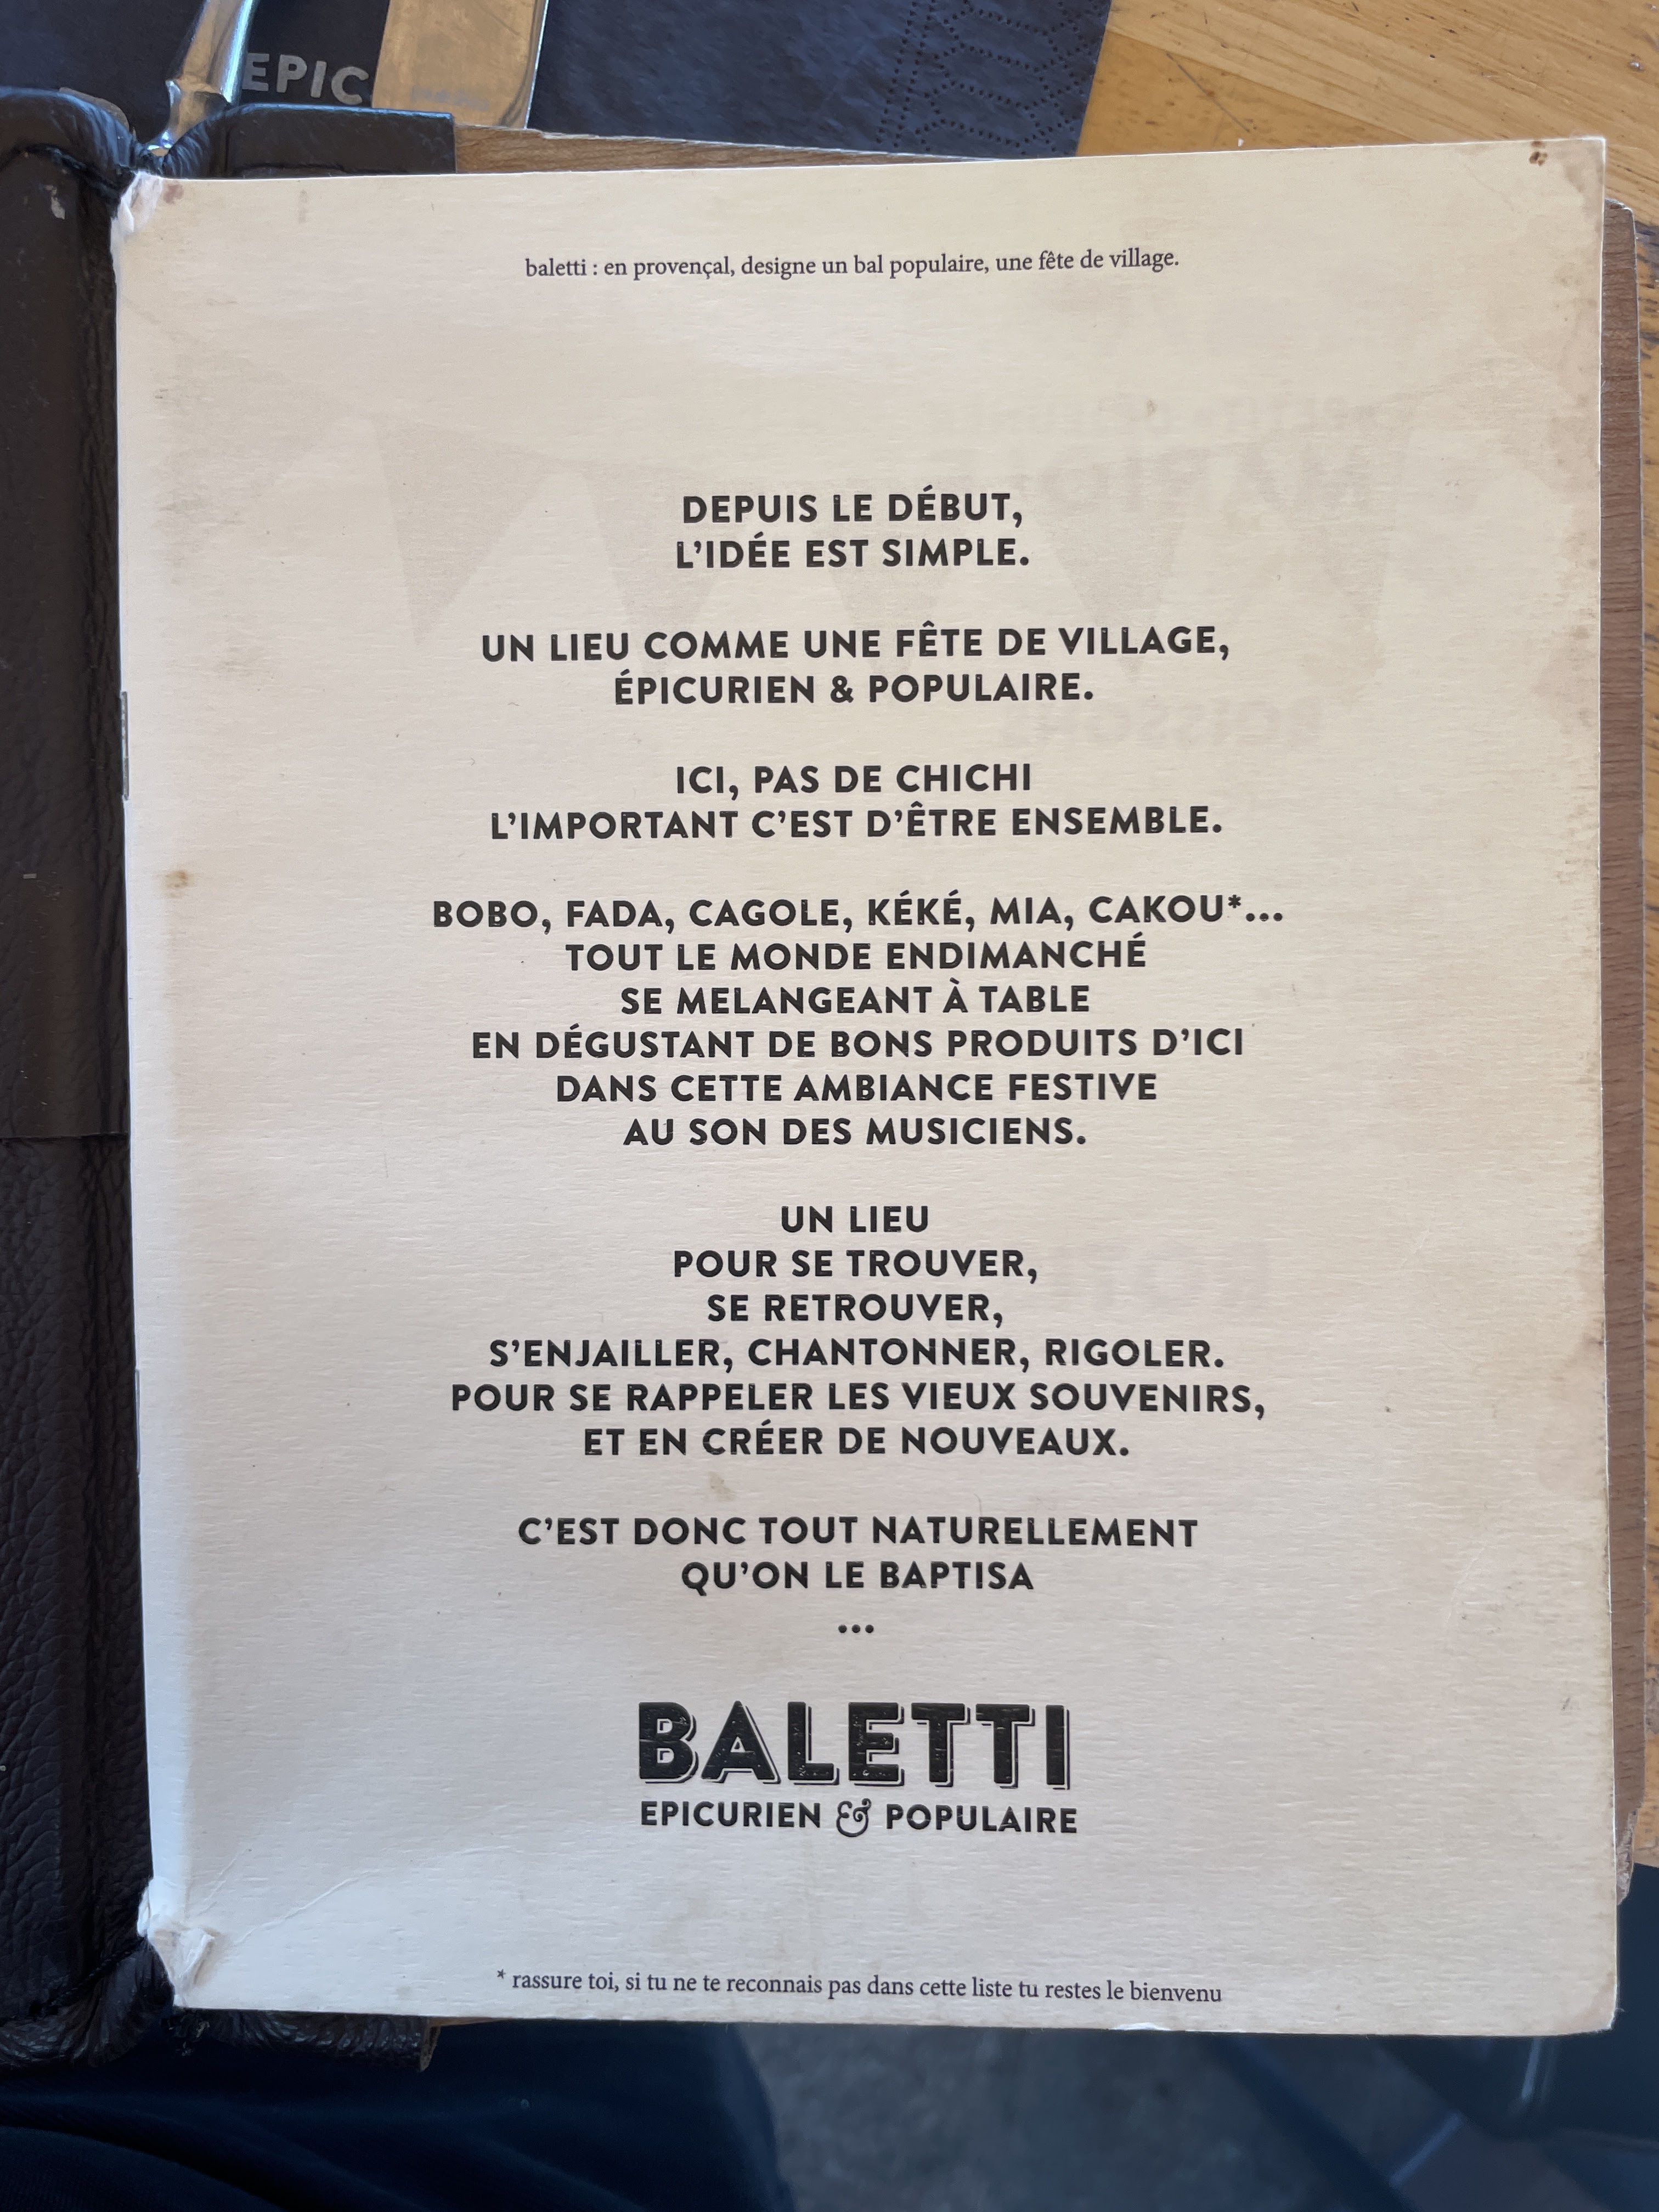 EPIC
baletti : en provençal, designe un bal populaire, une fête de village.
DEPUIS LE DÉBUT,
L'IDÉE EST SIMPLE.
UN LIEU COMME UNE FÊTE DE VILLAGE,
ÉPICURIEN & POPULAIRE.
ICI, PAS DE CHICHI
L'IMPORTANT C'EST D'ÊTRE ENSEMBLE.
BOBO, FADA, CAGOLE, KÉKÉ, MIA, CAKOU*...
TOUT LE MONDE ENDIMANCHÉ
SE MELANGEANT À TABLE
EN DÉGUSTANT DE BONS PRODUITS D'ICI
DANS CETTE AMBIANCE FESTIVE
AU SON DES MUSICIENS.
UN LIEU
POUR SE TROUVER,
SE RETROUVER,
S'ENJAILLER, CHANTONNER, RIGOLER.
POUR SE RAPPELER LES VIEUX SOUVENIRS,
ET EN CRÉER DE NOUVEAUX.
C'EST DONC TOUT NATURELLEMENT
QU'ON LE BAPTISA
...
BALETTI
EPICURIEN & POPULAIRE
* rassure toi, si tu ne te reconnais pas dans cette liste tu restes le bienvenu